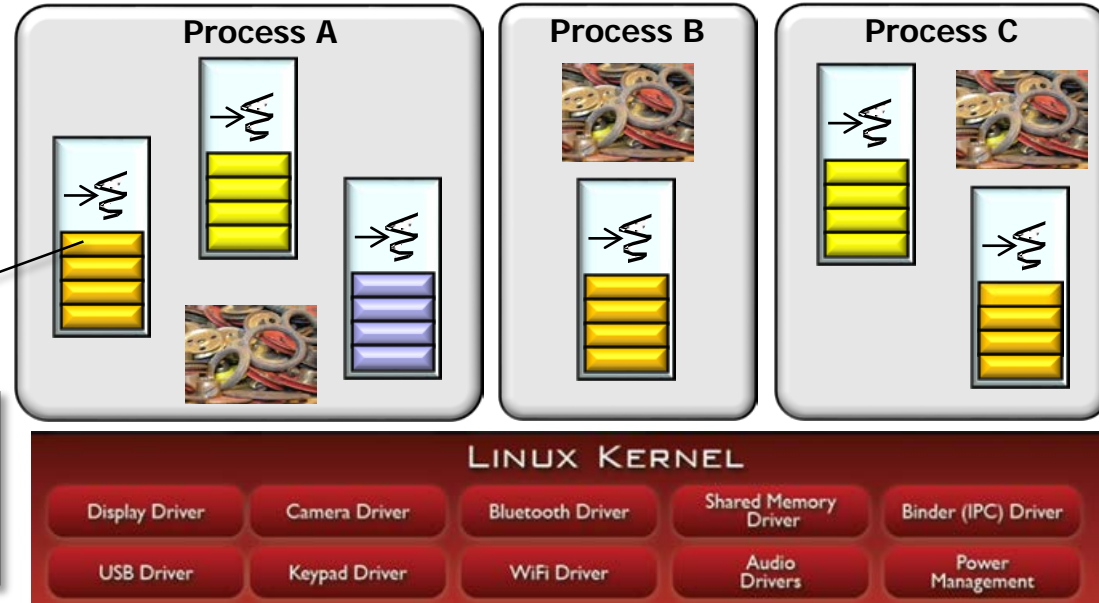 Process A
Process B
Process C
LINUX KERNEL
Display Driver
Camera Driver
Bluetooth Driver
Shared Memory
Driver
Binder (IPC) Driver
USB Driver
Keypad Driver
WiFi Driver
Audio
Drivers
Power
Management